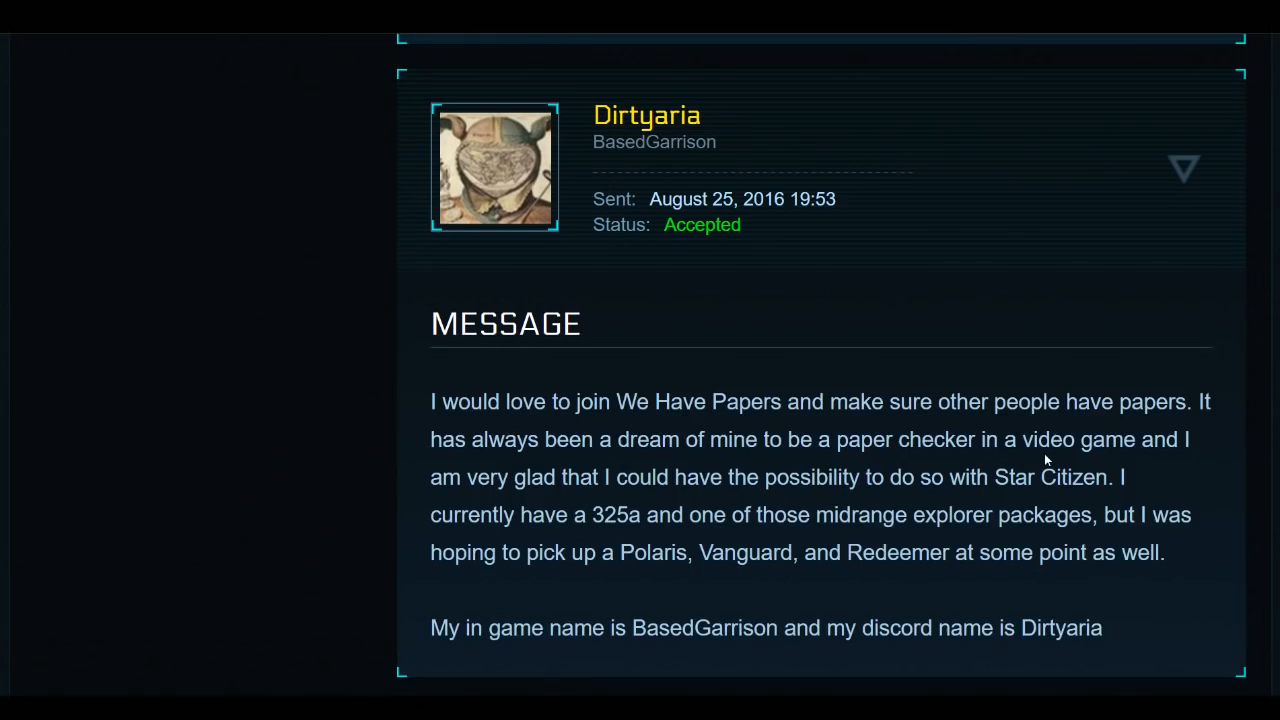 Dirtyaria
BasedGarrison
Sent: August 25, 2016 19:53
Status: Accepted
MESSAGE
I would love to join We Have Papers and make sure other people have papers. It
has always been a dream of mine to be a paper checker in a video game and I
am very glad that I could have the possibility to do so with Star Citizen. I
currently have a 325a and one of those midrange explorer packages, but I was
hoping to pick up a Polaris, Vanguard, and Redeemer at some point as well.
My in game name is BasedGarrison and my discord name is Dirtyaria